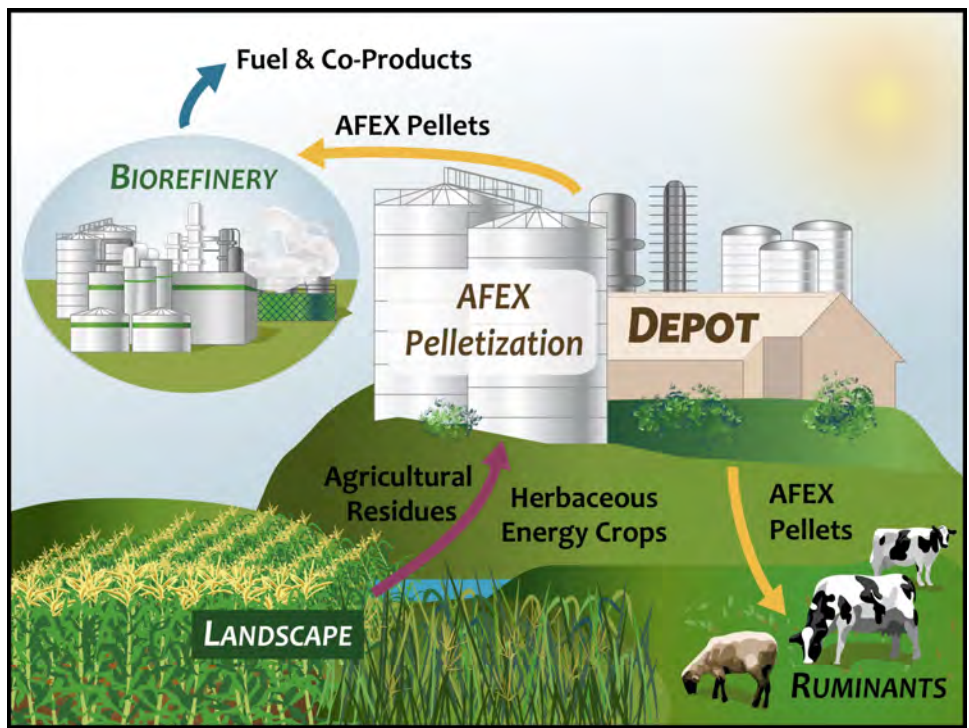 Fuel & Co-Products
AFEX Pellets
BIOREFINERY
AFEX
Pelletization
DEPOT
Agricultural
Residues
Herbaceous
Energy Crops
AFEX
Pellets
LANDSCAPE
RUMINANTS